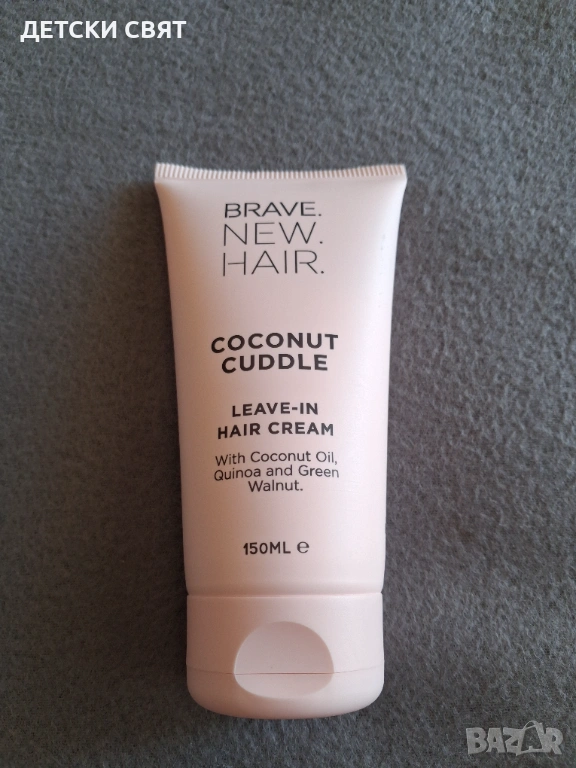 ДЕТСКИ СВЯТ
BRAVE.
NEW.
HAIR.
COCONUT
CUDDLE
LEAVE-IN
HAIR CREAM
With Coconut Oil,
Quinoa and Green
Walnut.
150ML ℮
BAZAR